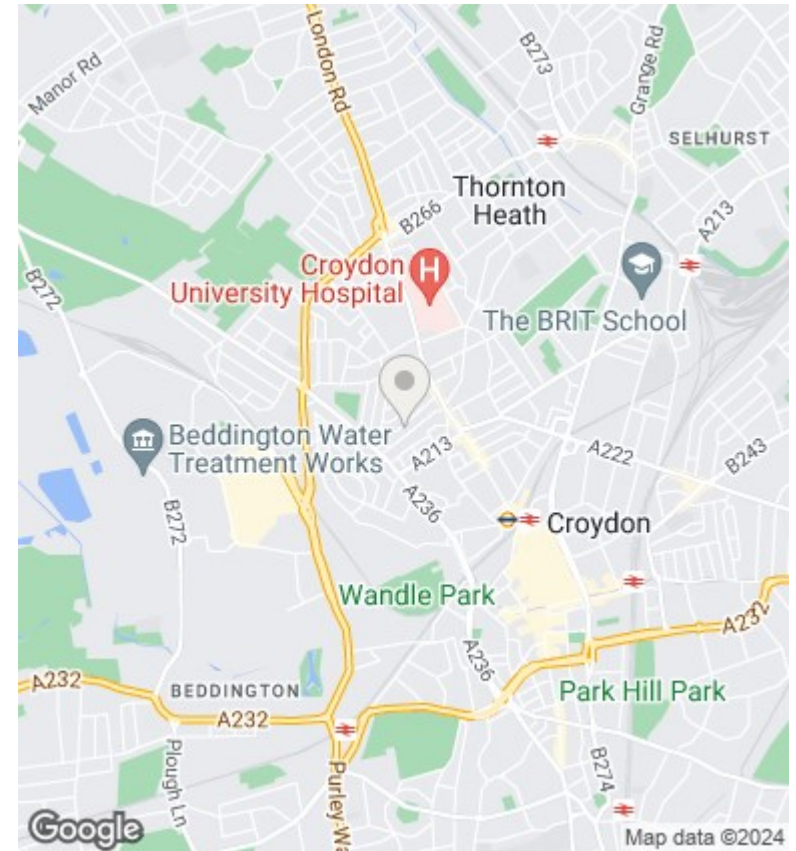 London Rd
B273
Grange Rd
Manor Rd
SELHURST
Thornton
Heath
B266
A213
B272
Croydon
University Hospital
H
The BRIT School
Beddington Water
Treatment Works
A213
A222
B243
A236
B272
Croydon
Wandle Park
A232
A236
A232
BEDDINGTON
A232
Park Hill Park
Plough Ln
Purley Wa
B274
Google
Map data ©2024